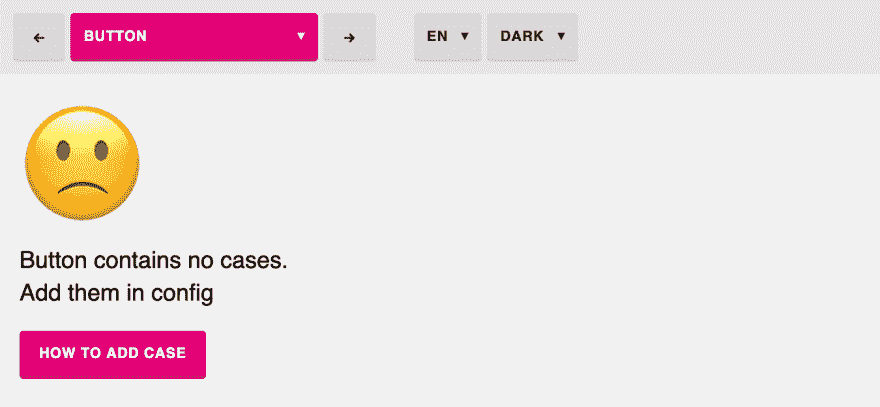 ← BUTTON ▼ → EN ▼ DARK ▼
Button contains no cases.
Add them in config
HOW TO ADD CASE